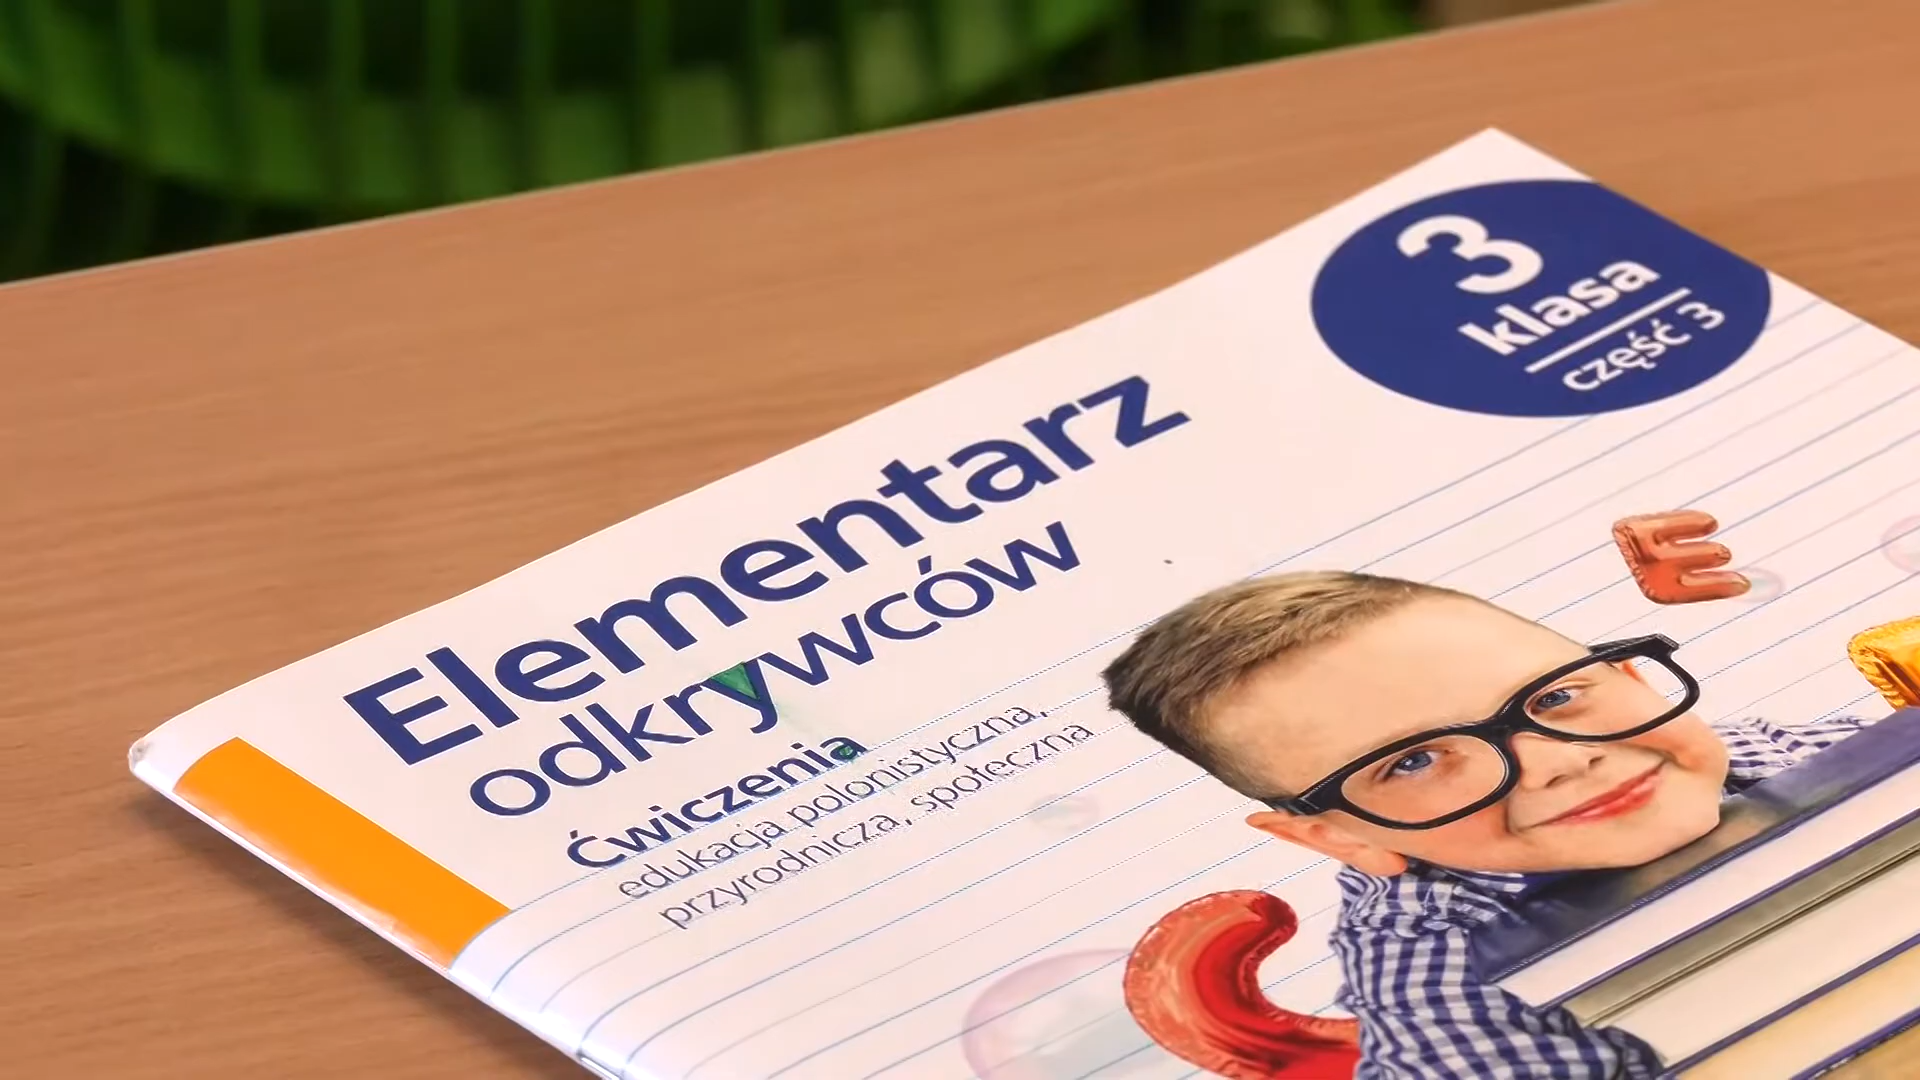 3
klasa
część 3
Elementarz
odkrywców
Ćwiczenia
edukacja polonistyczna,
przyrodnicza, społeczna
E
C